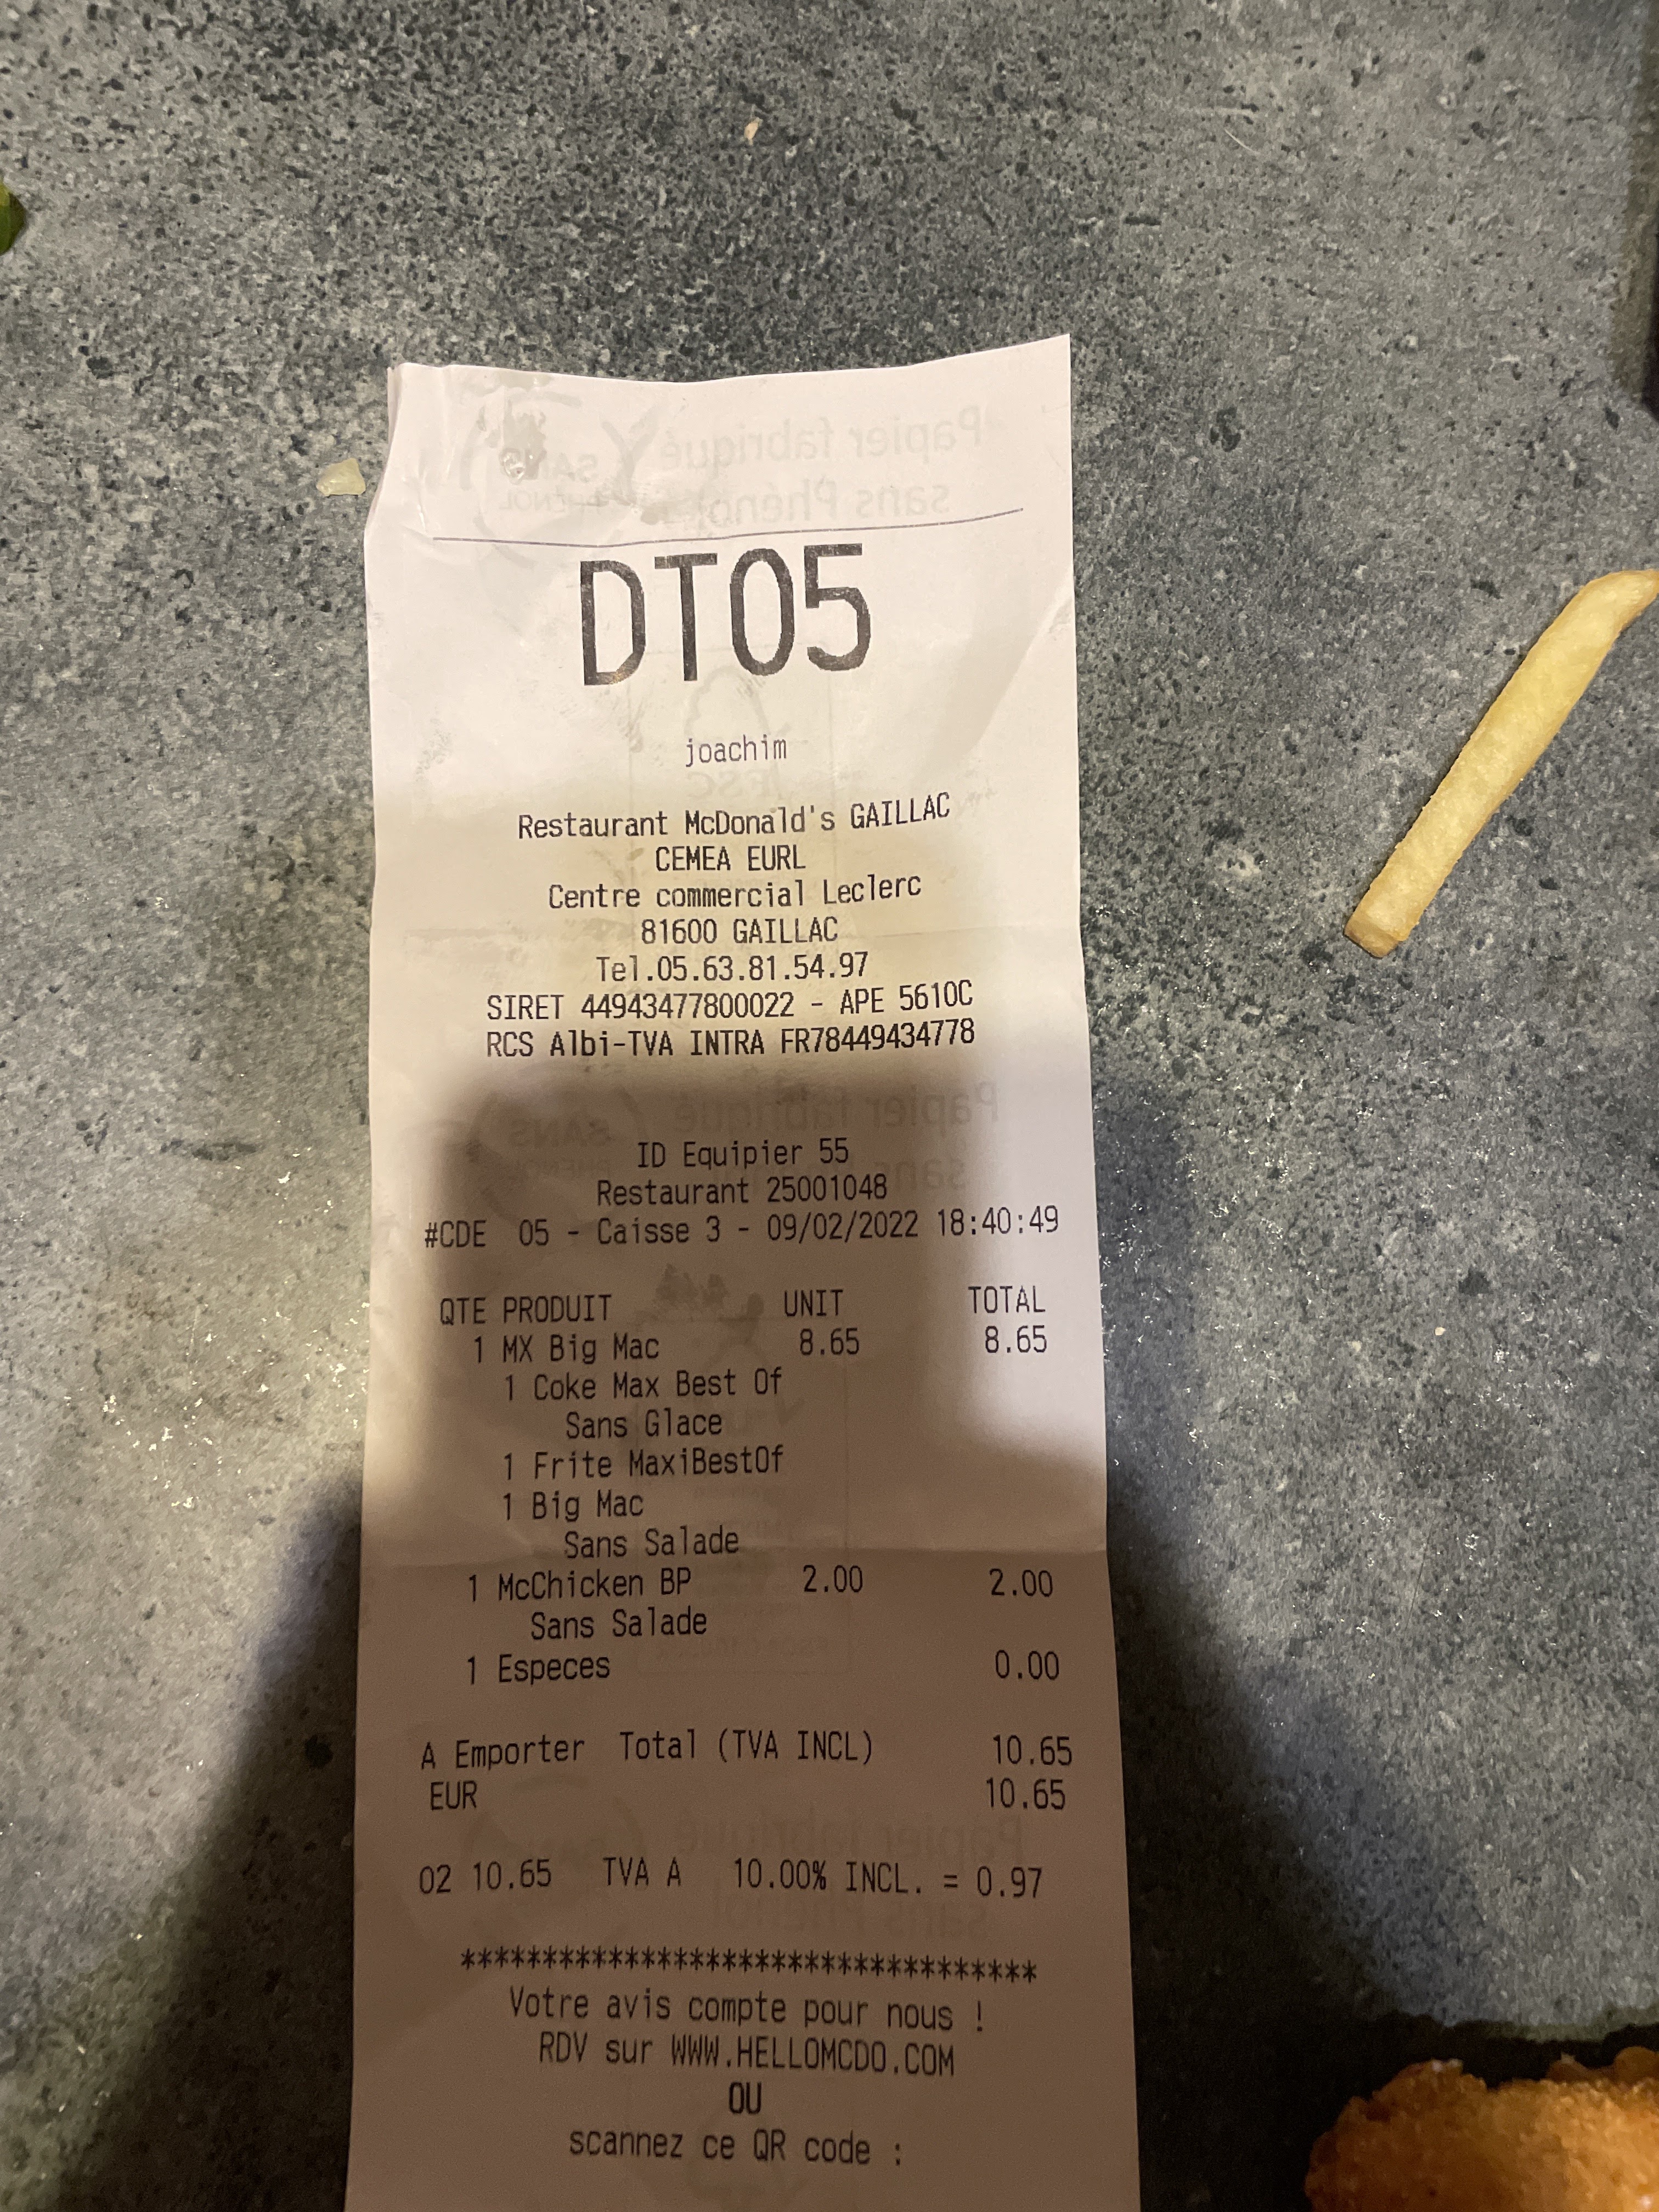 DT05
joachim
Restaurant McDonald's GAILLAC
CEMEA EURL
Centre commercial Leclerc
81600 GAILLAC
Tel.05.63.81.54.97
SIRET 44943477800022 - APE 5610C
RCS Albi-TVA INTRA FR78449434778
ID Equipier 55
Restaurant 25001048
#CDE 05 - Caisse 3 - 09/02/2022 18:40:49
QTE PRODUIT UNIT TOTAL
1 MX Big Mac 8.65 8.65
1 Coke Max Best Of
Sans Glace
1 Frite MaxiBestOf
1 Big Mac
Sans Salade
1 McChicken BP 2.00 2.00
Sans Salade
1 Especes 0.00
A Emporter Total (TVA INCL) 10.65
EUR 10.65
02 10.65 TVA A 10.00% INCL. = 0.97
***********************************
Votre avis compte pour nous !
RDV sur WWW.HELLOMCDO.COM
OU
scannez ce QR code :